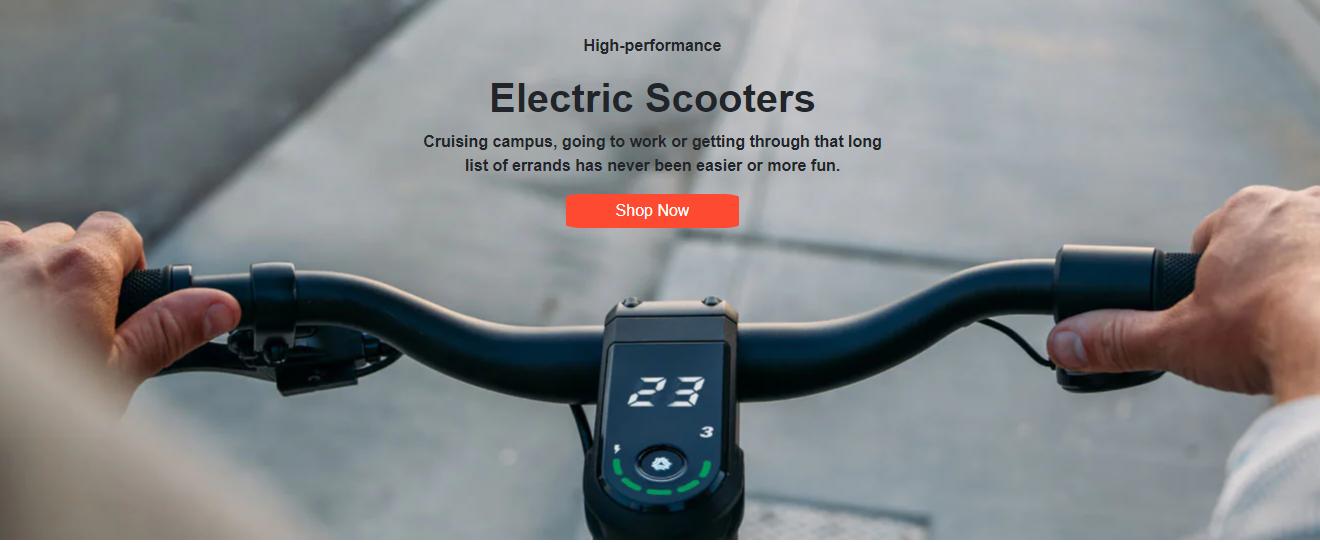 High-performance
Electric Scooters
Cruising campus, going to work or getting through that long
list of errands has never been easier or more fun.
Shop Now
23
3